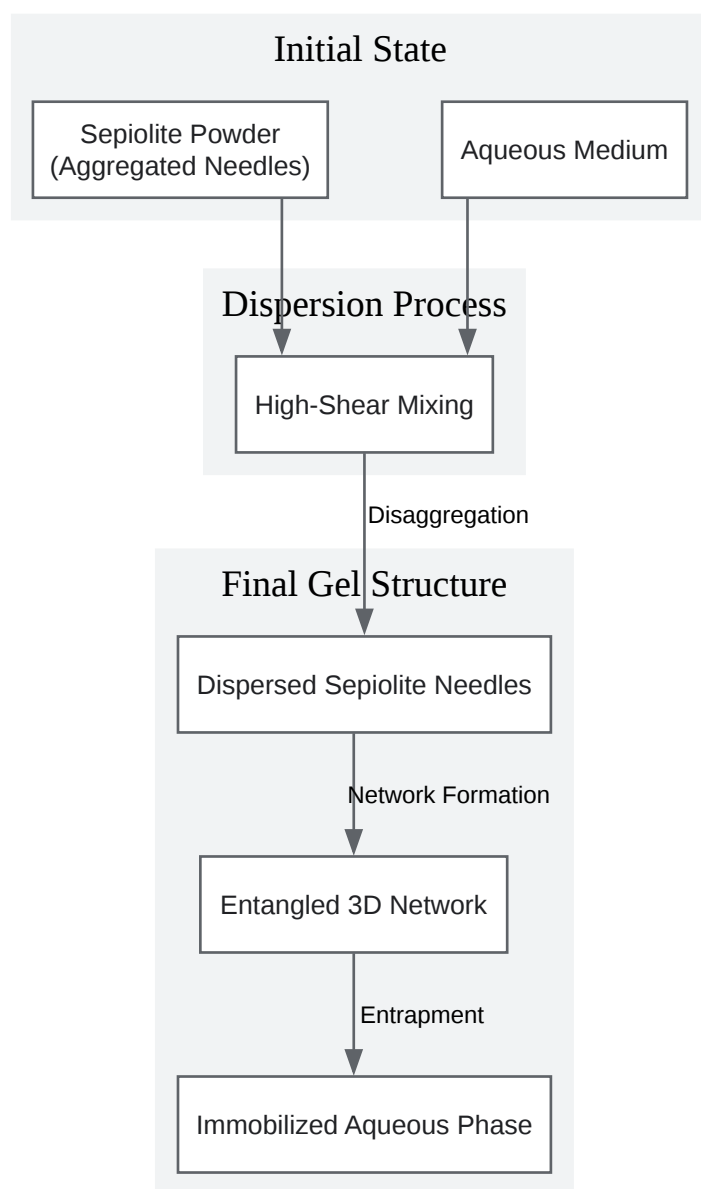 Initial State
Sepiolite Powder
(Aggregated Needles)
Aqueous Medium
Dispersion Process
High-Shear Mixing
Disaggregation
Final Gel Structure
Dispersed Sepiolite Needles
Network Formation
Entangled 3D Network
Entrapment
Immobilized Aqueous Phase